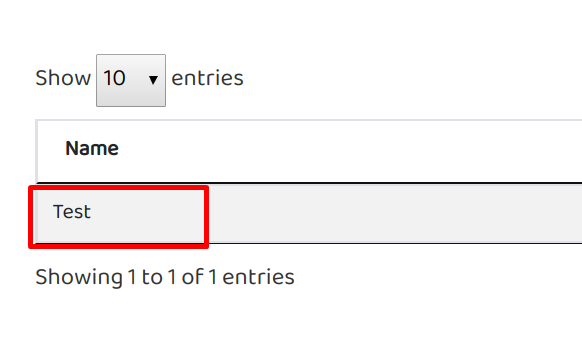 Show 10 entries
Name
Test
Showing 1 to 1 of 1 entries